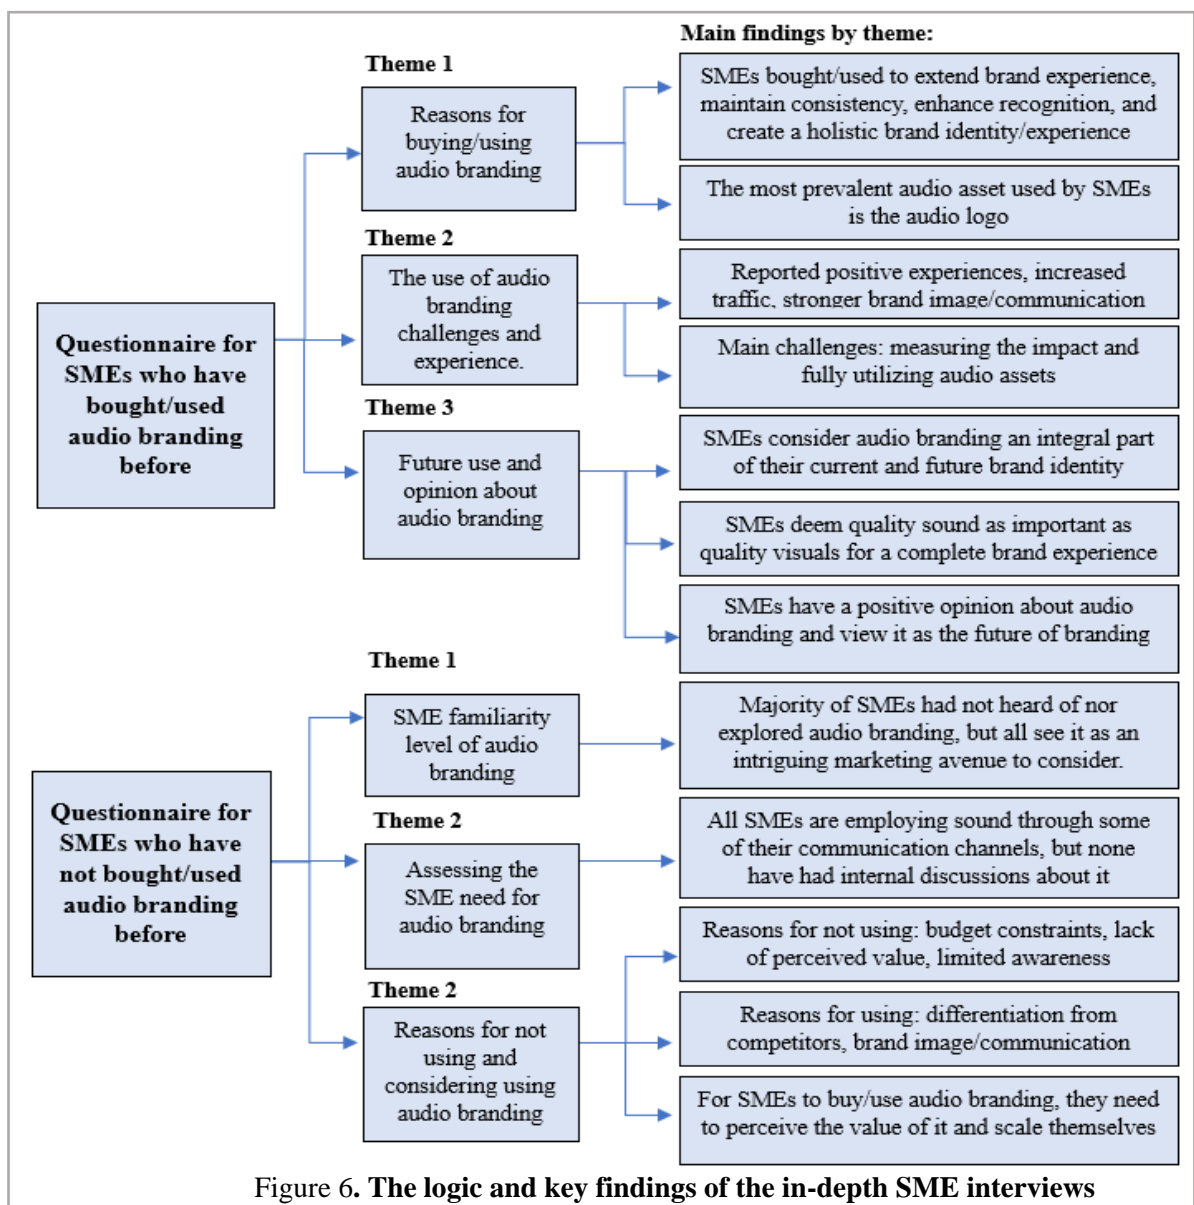 Main findings by theme:
Theme 1
Reasons for
buying/using
audio branding
SMEs bought/used to extend brand experience,
maintain consistency, enhance recognition, and
create a holistic brand identity/experience
The most prevalent audio asset used by SMEs
is the audio logo
Theme 2
The use of audio
branding
challenges and
experience.
Reported positive experiences, increased
traffic, stronger brand image/communication
Main challenges: measuring the impact and
fully utilizing audio assets
Questionnaire for
SMEs who have
bought/used
audio branding
before
Theme 3
Future use and
opinion about
audio branding
SMEs consider audio branding an integral part
of their current and future brand identity
SMEs deem quality sound as important as
quality visuals for a complete brand experience
SMEs have a positive opinion about audio
branding and view it as the future of branding
Theme 1
SME familiarity
level of audio
branding
Majority of SMEs had not heard of nor
explored audio branding, but all see it as an
intriguing marketing avenue to consider.
Questionnaire for
SMEs who have
not bought/used
audio branding
before
Theme 2
Assessing the
SME need for
audio branding
All SMEs are employing sound through some
of their communication channels, but none
have had internal discussions about it
Theme 2
Reasons for not
using and
considering using
audio branding
Reasons for not using: budget constraints, lack
of perceived value, limited awareness
Reasons for using: differentiation from
competitors, brand image/communication
For SMEs to buy/use audio branding, they need
to perceive the value of it and scale themselves
Figure 6. The logic and key findings of the in-depth SME interviews